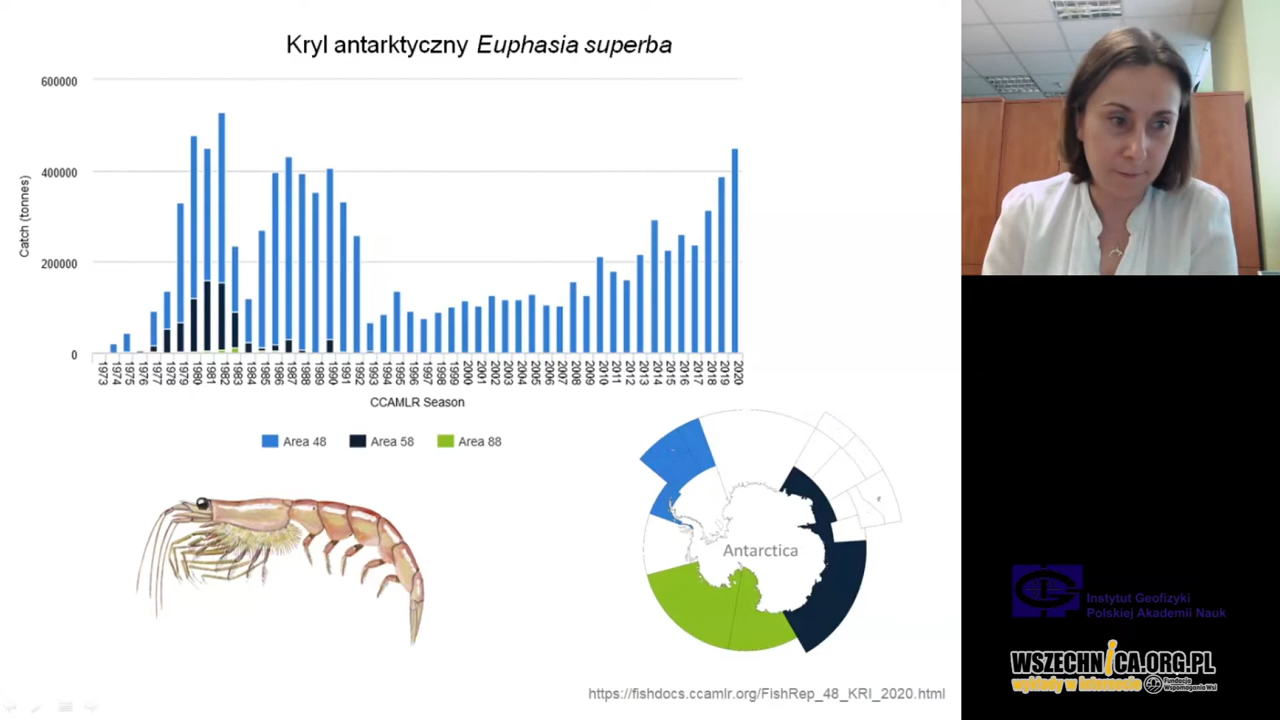 Kryl antarktyczny Euphasia superba
600000
400000
200000
0
Catch (tonnes)
1973 1974 1975 1976 1977 1978 1979 1980 1981 1982 1983 1984 1985 1986 1987 1988 1989 1990 1991 1992 1993 1994 1995 1996 1997 1998 1999 2000 2001 2002 2003 2004 2005 2006 2007 2008 2009 2010 2011 2012 2013 2014 2015 2016 2017 2018 2019 2020
CCAMLR Season
Area 48 Area 58 Area 88
Antarctica
https://fishdocs.ccamlr.org/FishRep_48_KRI_2020.html
Instytut Geofizyki
Polskiej Akademii Nauk
WSZECHNICA.ORG.PL
wykłady w internecie
Fundacja
Wspomagania Wsi